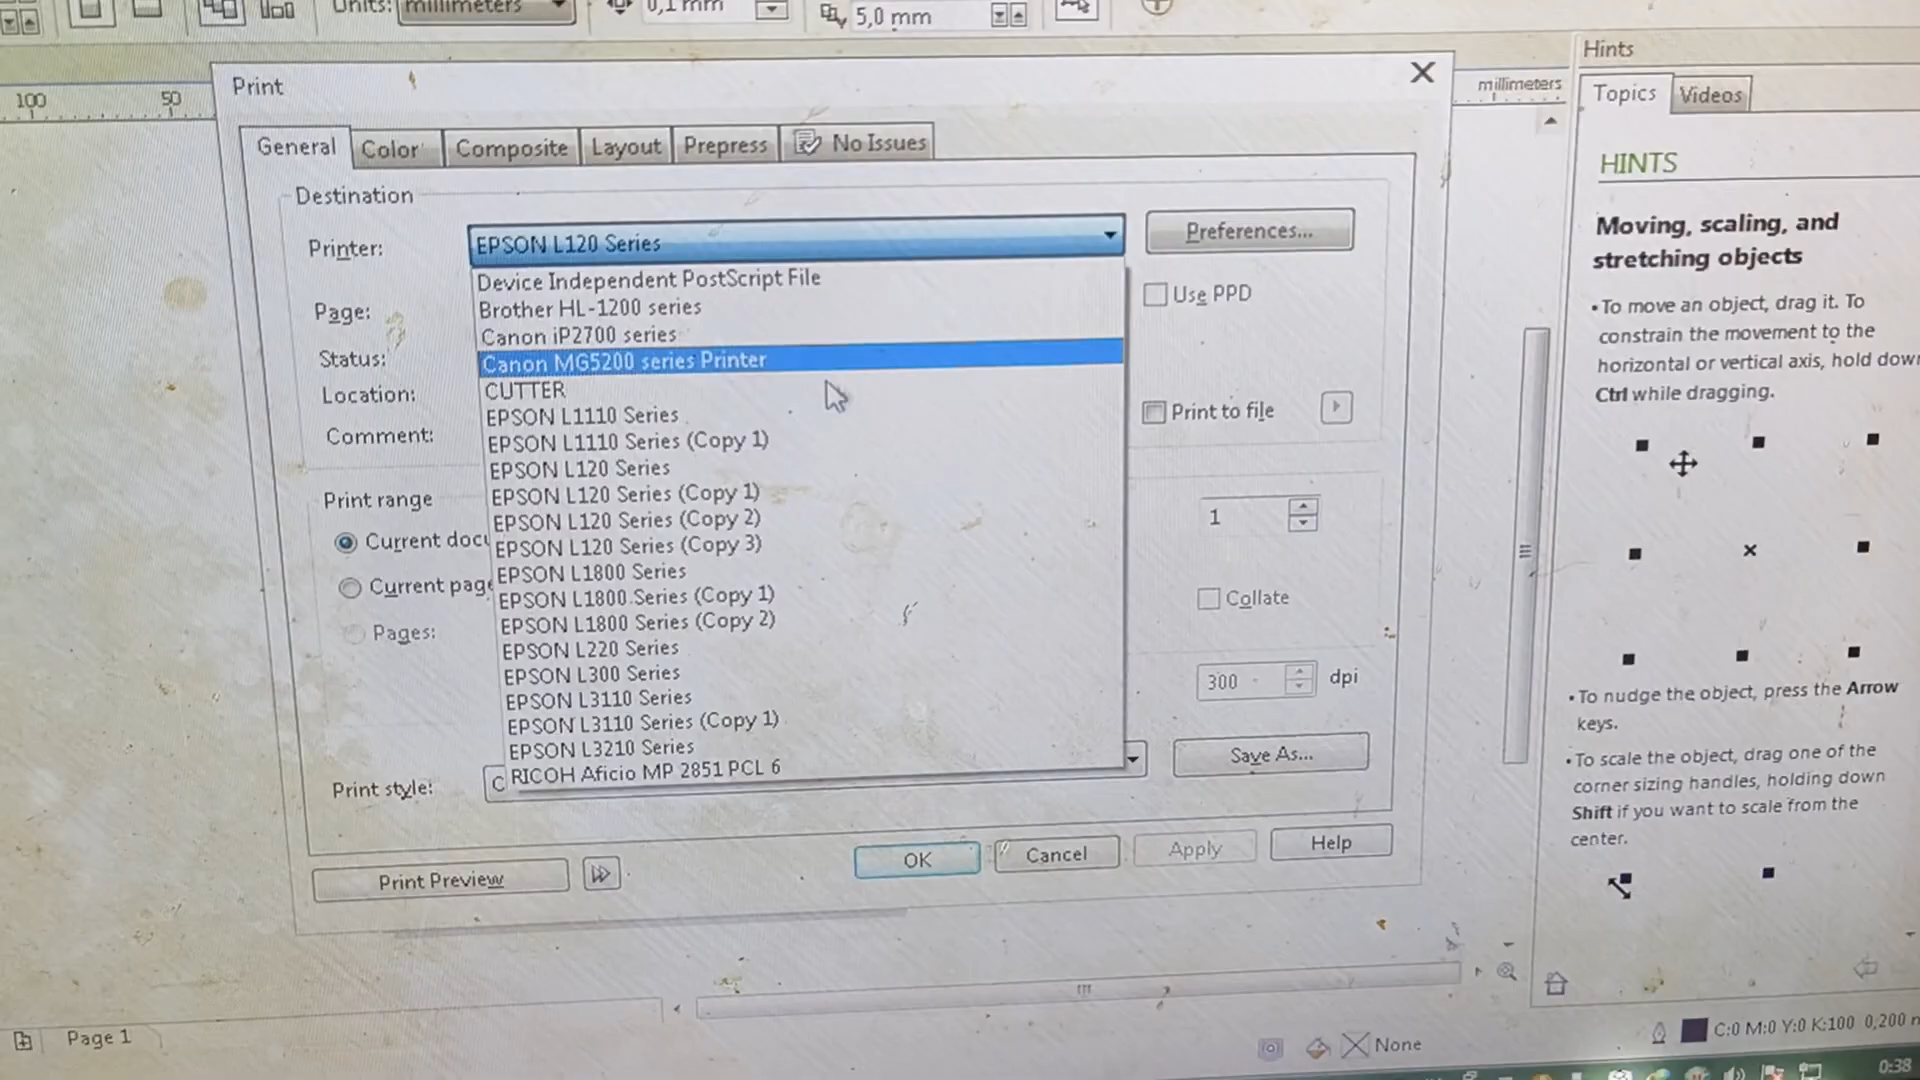 Units: millimeters 0,1 mm 5,0 mm
100 50 millimeters
Print
General Color Composite Layout Prepress No Issues
Destination
Printer: EPSON L120 Series Preferences...
Device Independent PostScript File
Brother HL-1200 series
Canon iP2700 series
Canon MG5200 series Printer
CUTTER
EPSON L1110 Series
EPSON L1110 Series (Copy 1)
EPSON L120 Series
EPSON L120 Series (Copy 1)
EPSON L120 Series (Copy 2)
EPSON L120 Series (Copy 3)
EPSON L1800 Series
EPSON L1800 Series (Copy 1)
EPSON L1800 Series (Copy 2)
EPSON L220 Series
EPSON L300 Series
EPSON L3110 Series
EPSON L3110 Series (Copy 1)
EPSON L3210 Series
RICOH Aficio MP 2851 PCL 6
Page:
Status:
Location:
Comment:
Use PPD
Print to file
Print range
Current docu
Current page
Pages:
1
Collate
300 dpi
Print style: C Save As...
Print Preview OK Cancel Apply Help
Hints
Topics Videos
HINTS
Moving, scaling, and
stretching objects
• To move an object, drag it. To
constrain the movement to the
horizontal or vertical axis, hold down
Ctrl while dragging.
• To nudge the object, press the Arrow
keys.
• To scale the object, drag one of the
corner sizing handles, holding down
Shift if you want to scale from the
center.
Page 1
None
C:0 M:0 Y:0 K:100 0,200 
0:38